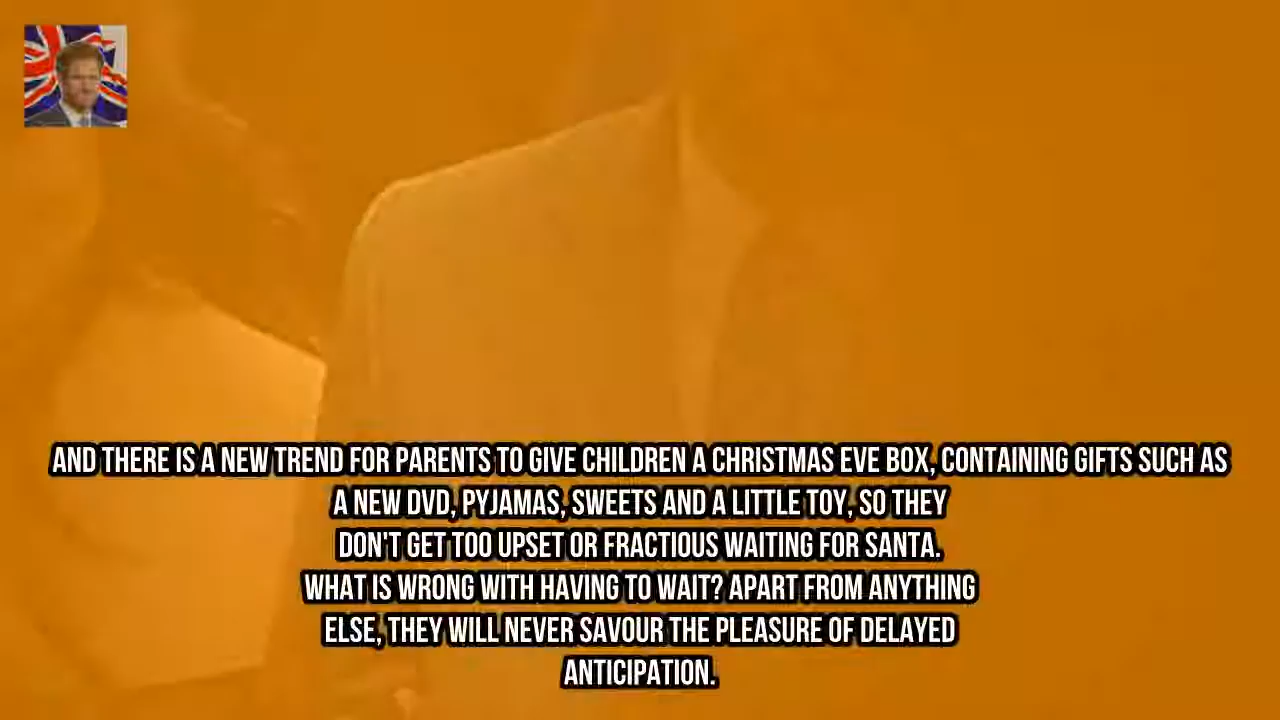 AND THERE IS A NEW TREND FOR PARENTS TO GIVE CHILDREN A CHRISTMAS EVE BOX, CONTAINING GIFTS SUCH AS
A NEW DVD, PYJAMAS, SWEETS AND A LITTLE TOY, SO THEY
DON'T GET TOO UPSET OR FRACTIOUS WAITING FOR SANTA.
WHAT IS WRONG WITH HAVING TO WAIT? APART FROM ANYTHING
ELSE, THEY WILL NEVER SAVOUR THE PLEASURE OF DELAYED
ANTICIPATION.